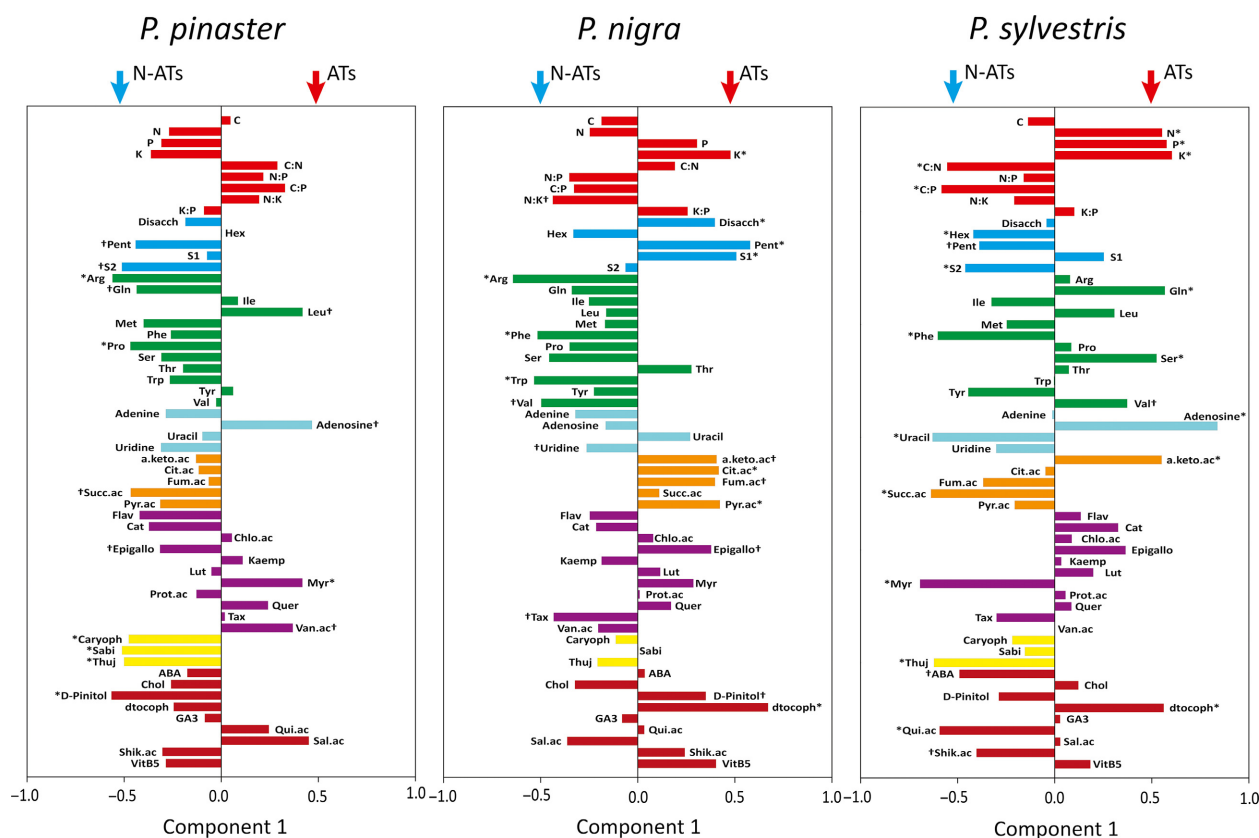 P. pinaster
N-ATs
ATs
C
N
P
K
C:N
N:P
C:P
N:K
K:P
Disacch
Hex
†Pent
S1
†S2
*Arg
†Gln
Ile
Leu†
Met
Phe
*Pro
Ser
Thr
Trp
Tyr
Val
Adenine
Adenosine†
Uracil
Uridine
a.keto.ac
Cit.ac
Fum.ac
†Succ.ac
Pyr.ac
Flav
Cat
Chlo.ac
†Epigallo
Kaemp
Lut
Myr*
Prot.ac
Quer
Tax
Van.ac†
*Caryoph
*Sabi
*Thuj
ABA
Chol
*D-Pinitol
dtocoph
GA3
Qui.ac
Sal.ac
Shik.ac
VitB5
−1.0 −0.5 0.0 0.5 1.0
Component 1
P. nigra
N-ATs
ATs
C
N
P
K*
C:N
N:P
C:P
N:K†
K:P
Disacch*
Hex
Pent*
S1*
S2
*Arg
Gln
Ile
Leu
Met
*Phe
Pro
Ser
Thr
*Trp
Tyr
†Val
Adenine
Adenosine
Uracil
†Uridine
a.keto.ac†
Cit.ac*
Fum.ac†
Succ.ac
Pyr.ac*
Flav
Cat
Chlo.ac
Epigallo†
Kaemp
Lut
Myr
Prot.ac
Quer
†Tax
Van.ac
Caryoph
Sabi
Thuj
ABA
Chol
D-Pinitol†
dtocoph*
GA3
Qui.ac
Sal.ac
Shik.ac
VitB5
−1.0 −0.5 0.0 0.5 1.0
Component 1
P. sylvestris
N-ATs
ATs
C
N*
P*
K*
*C:N
N:P
*C:P
N:K
K:P
Disacch
*Hex
†Pent
S1
*S2
Arg
Gln*
Ile
Leu
Met
*Phe
Pro
Ser*
Thr
Trp
Tyr
Val†
Adenine
Adenosine*
*Uracil
Uridine
a.keto.ac*
Cit.ac
Fum.ac
*Succ.ac
Pyr.ac
Flav
Cat
Chlo.ac
Epigallo
Kaemp
Lut
*Myr
Prot.ac
Quer
Tax
Van.ac
Caryoph
Sabi
*Thuj
†ABA
Chol
D-Pinitol
dtocoph*
GA3
*Qui.ac
Sal.ac
†Shik.ac
VitB5
−1.0 −0.5 0.0 0.5 1.0
Component 1